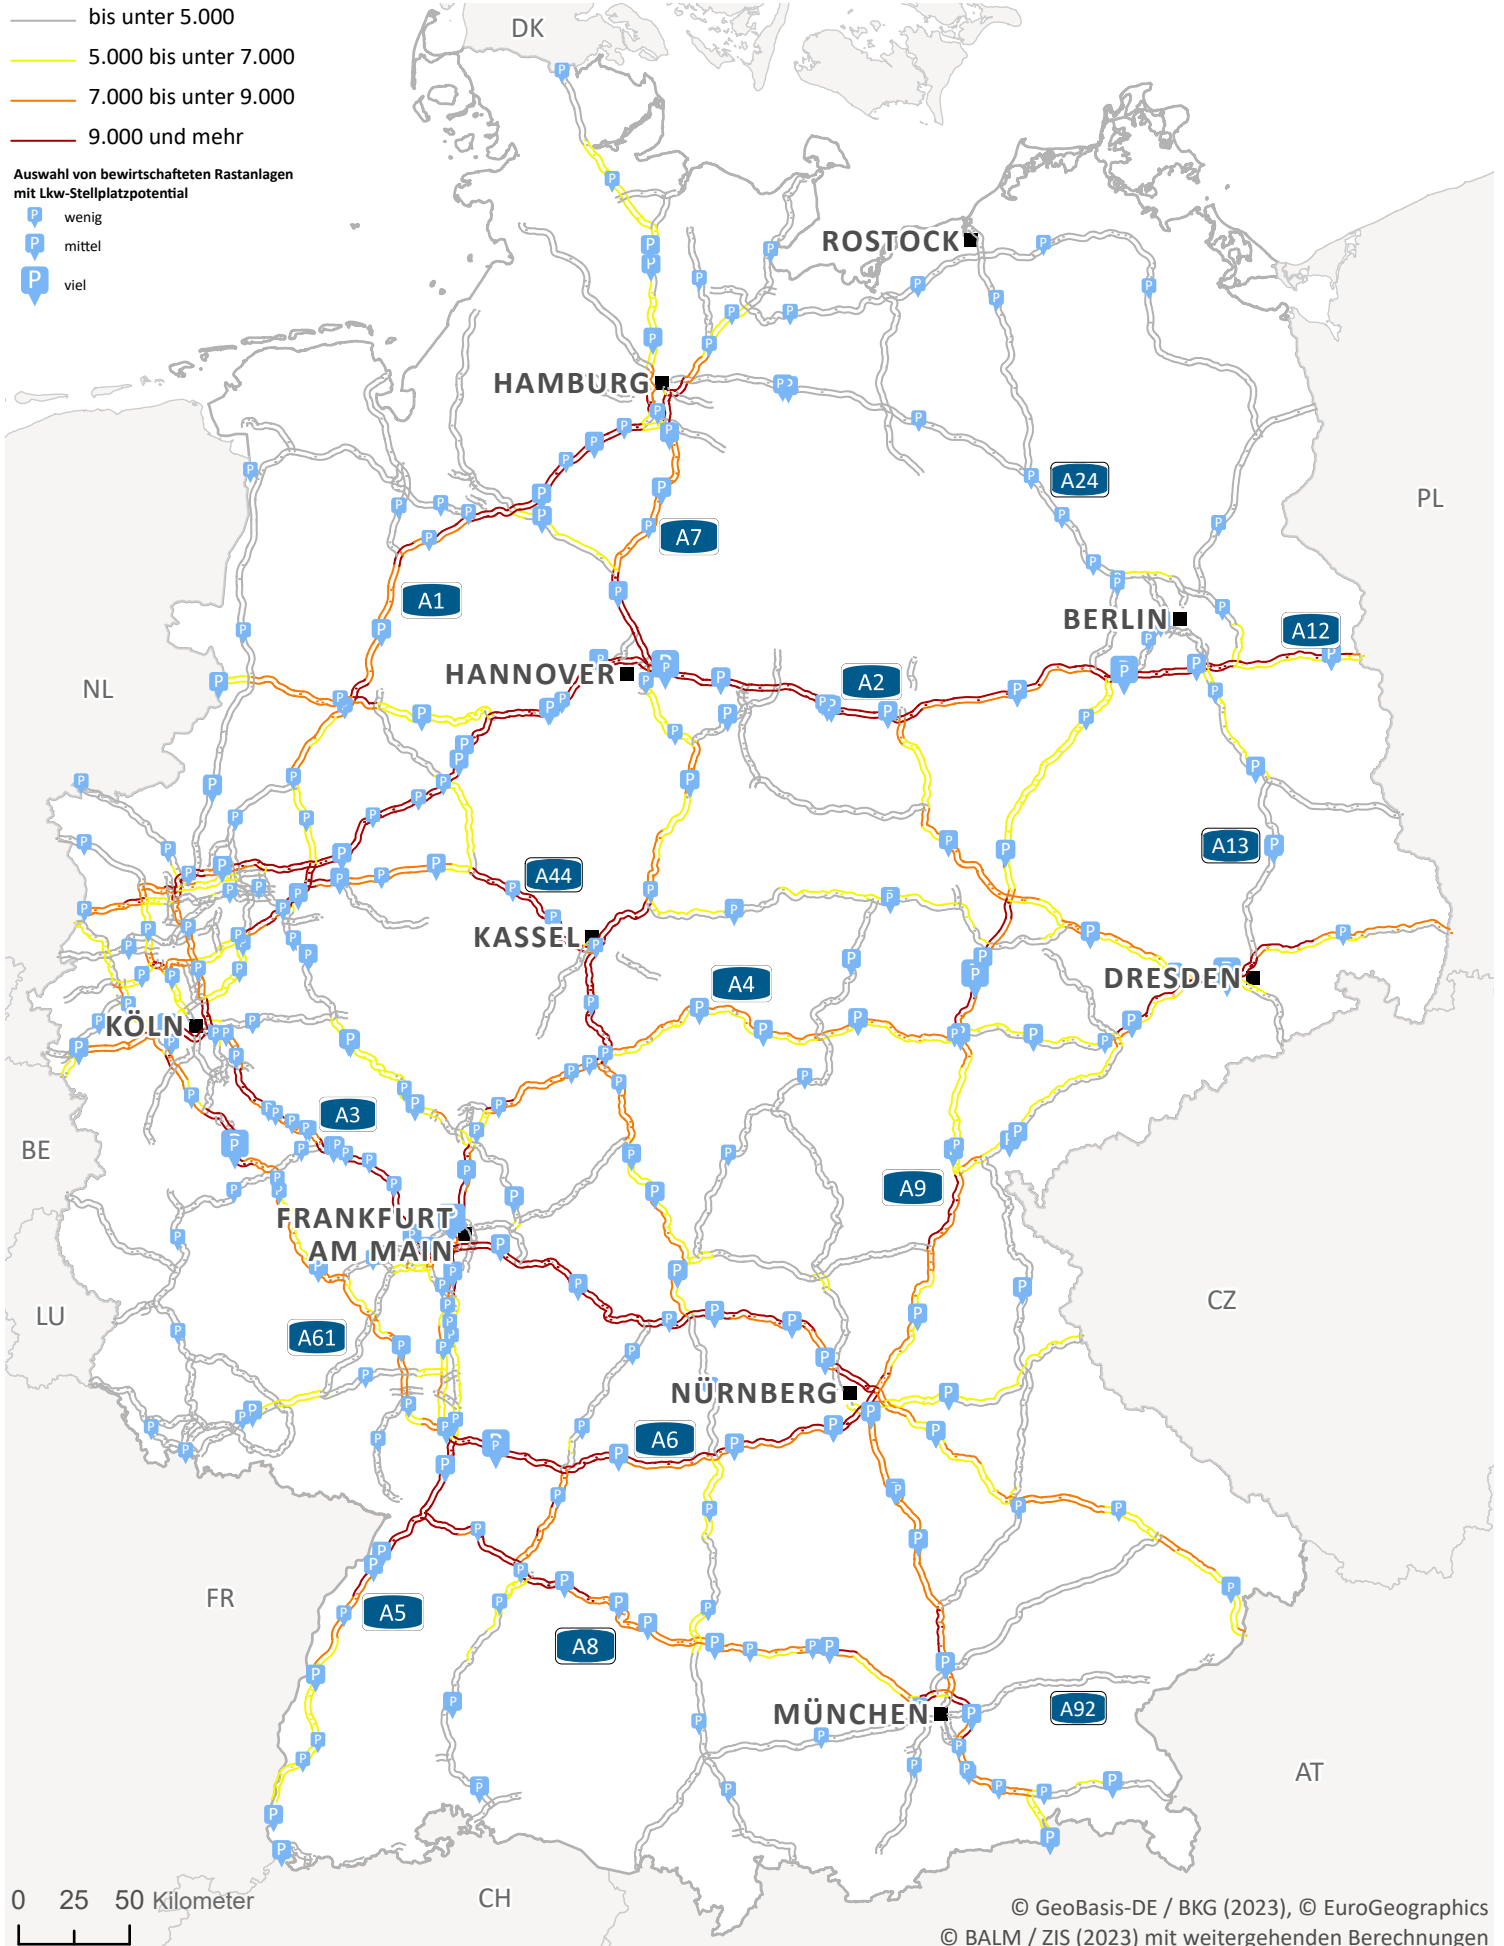 bis unter 5.000
5.000 bis unter 7.000
7.000 bis unter 9.000
9.000 und mehr
Auswahl von bewirtschafteten Rastanlagen
mit Lkw-Stellplatzpotential
P wenig
P mittel
P viel
DK
ROSTOCK
HAMBURG
A24
PL
A7
A1
BERLIN
A12
HANNOVER
A2
NL
A13
A44
KASSEL
A4
DRESDEN
KÖLN
A3
BE
A9
FRANKFURT
AM MAIN
CZ
LU
A61
NÜRNBERG
A6
FR
A5
A8
MÜNCHEN
A92
AT
CH
0 25 50 Kilometer
© GeoBasis-DE / BKG (2023), © EuroGeographics
© BALM / ZIS (2023) mit weitergehenden Berechnungen